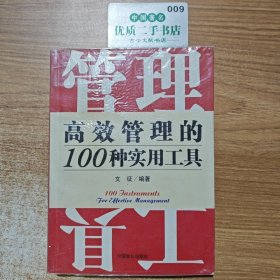 中国著名
009
优质二手书店
管理
高效管理的
100种实用工具
文征/编著
100 Instruments
For Effective Management
工具